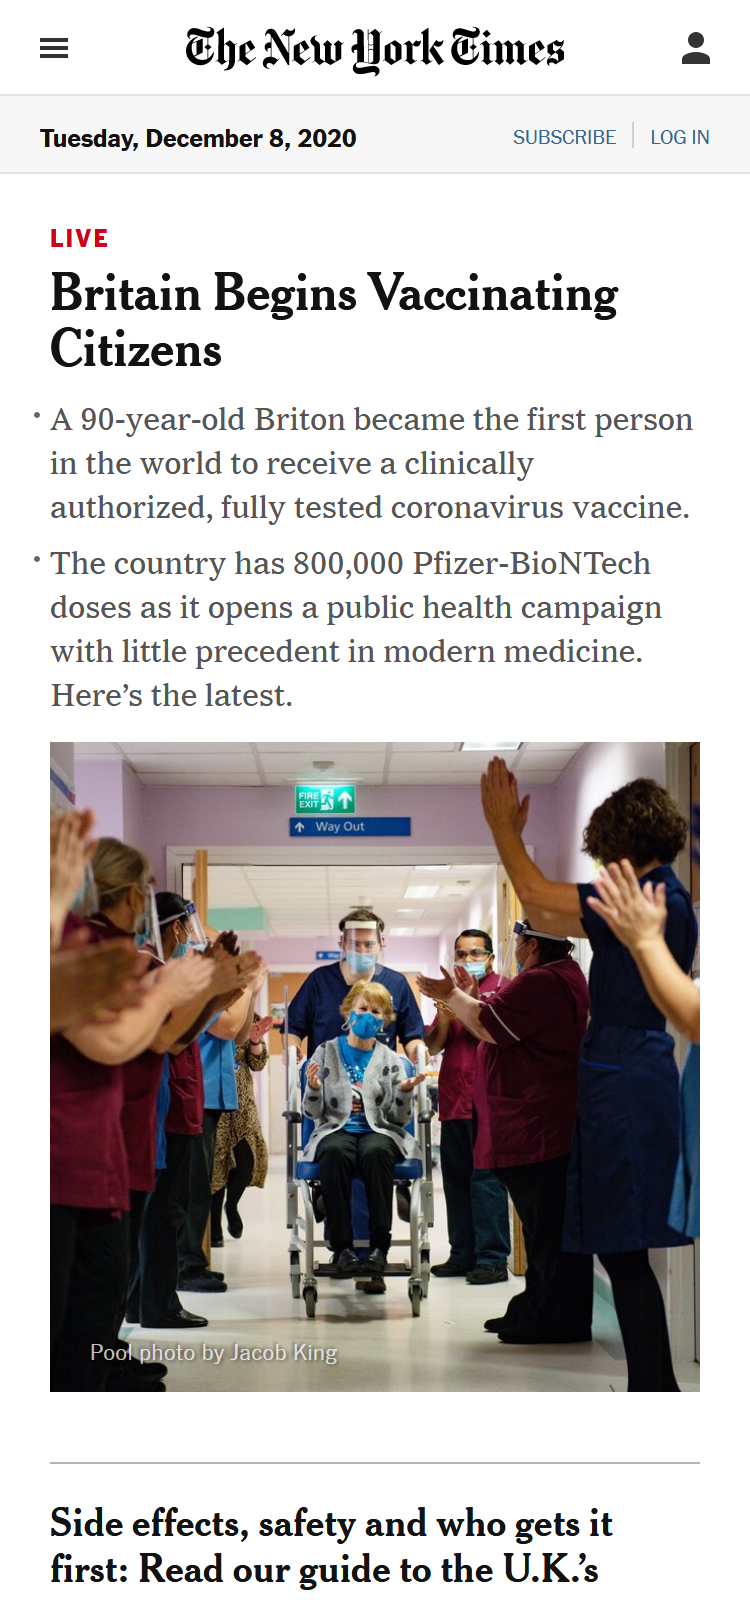 The New York Times
Tuesday, December 8, 2020
SUBSCRIBE
LOG IN
LIVE
Britain Begins Vaccinating
Citizens
• A 90-year-old Briton became the first person
in the world to receive a clinically
authorized, fully tested coronavirus vaccine.
• The country has 800,000 Pfizer-BioNTech
doses as it opens a public health campaign
with little precedent in modern medicine.
Here’s the latest.
FIRE
EXIT
Way Out
Pool photo by Jacob King
Side effects, safety and who gets it
first: Read our guide to the U.K.’s